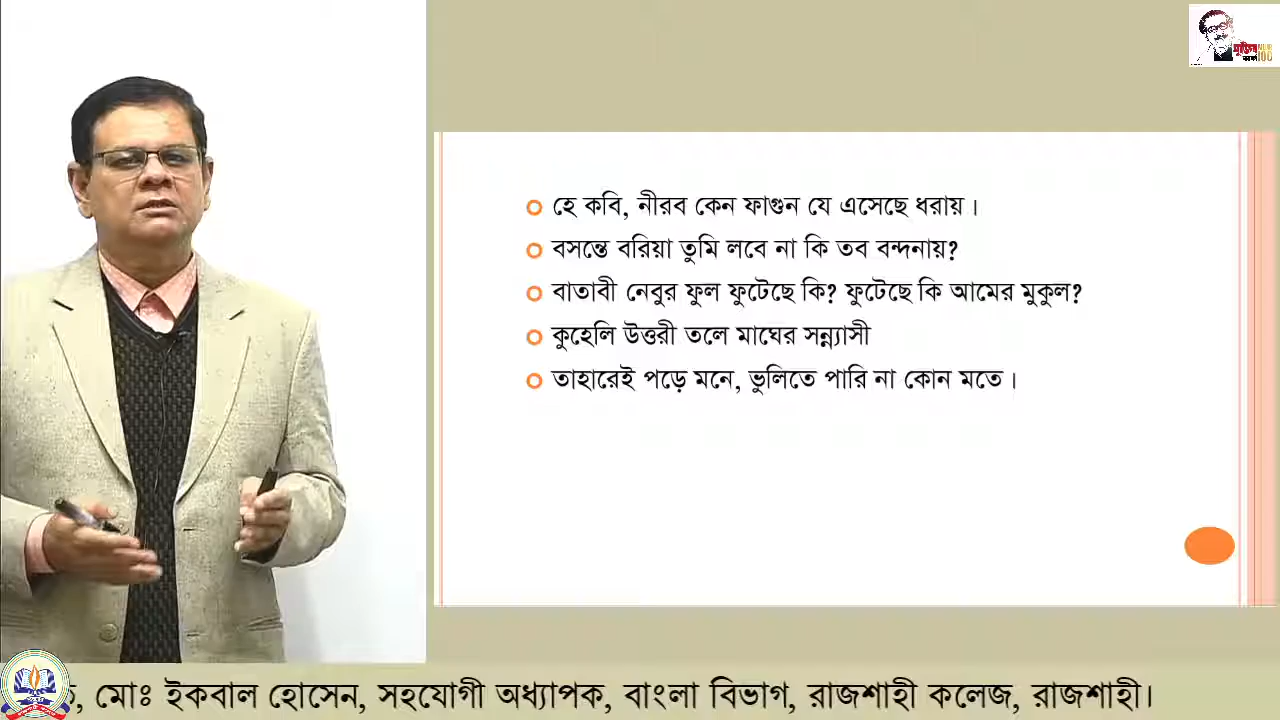 হে কবি, নীরব কেন ফাগুন যে এসেছে ধরায়।
বসন্তে বরিয়া তুমি লবে না কি তব বন্দনায়?
বাতাবী নেবুর ফুল ফুটেছে কি? ফুটেছে কি আমের মুকুল?
কুহেলি উত্তরী তলে মাঘের সন্ন্যাসী
তাহারেই পড়ে মনে, ভুলিতে পারি না কোন মতে।
মোঃ ইকবাল হোসেন, সহযোগী অধ্যাপক, বাংলা বিভাগ, রাজশাহী কলেজ, রাজশাহী।